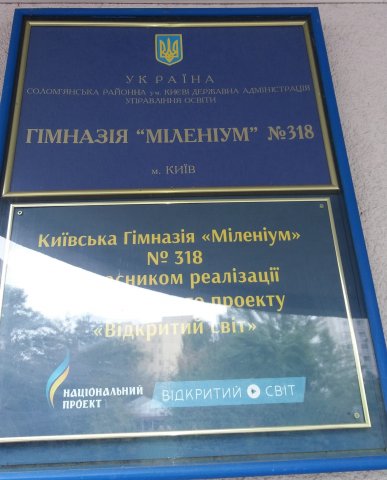 УКРАЇНА
СОЛОМ'ЯНСЬКА РАЙОННА У М. КИЄВІ ДЕРЖАВНА АДМІНІСТРАЦІЯ
УПРАВЛІННЯ ОСВІТИ
ГІМНАЗІЯ "МІЛЕНІУМ" №318
м. КИЇВ
Київська Гімназія «Міленіум»
№ 318
реалізації
проекту
«Відкритий світ»
НАЦІОНАЛЬНИЙ
ПРОЕКТ
ВІДКРИТИЙ СВІТ